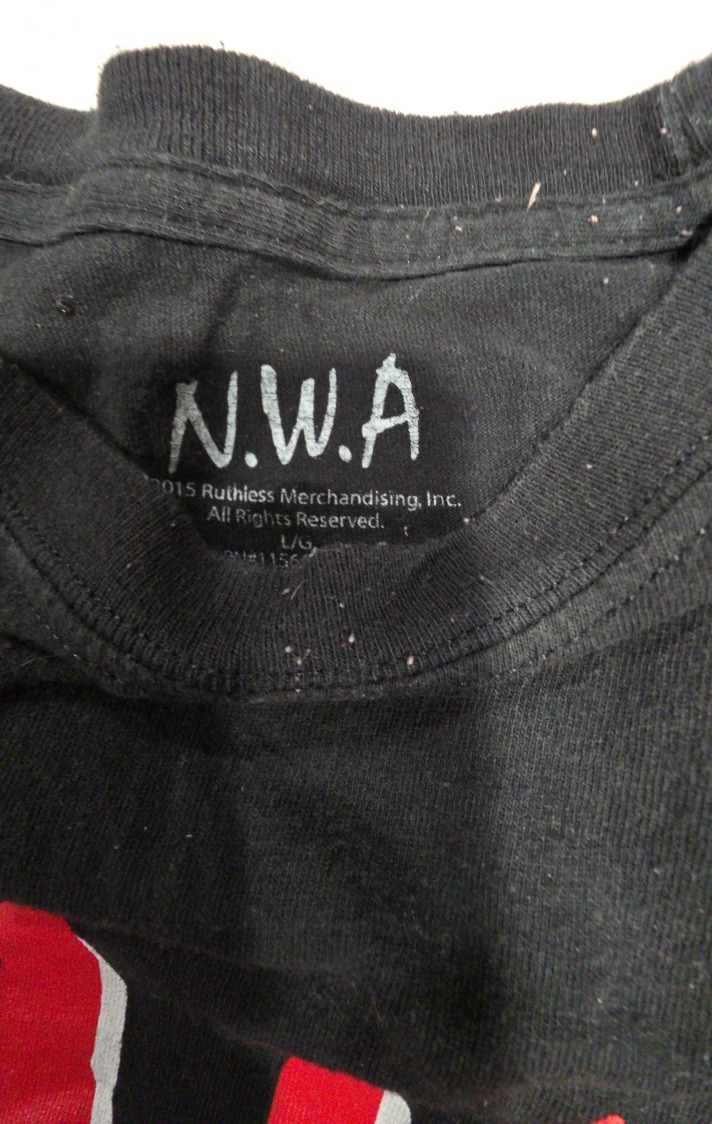 N.W.A
2015 Ruthless Merchandising, Inc.
All Rights Reserved.
L/G